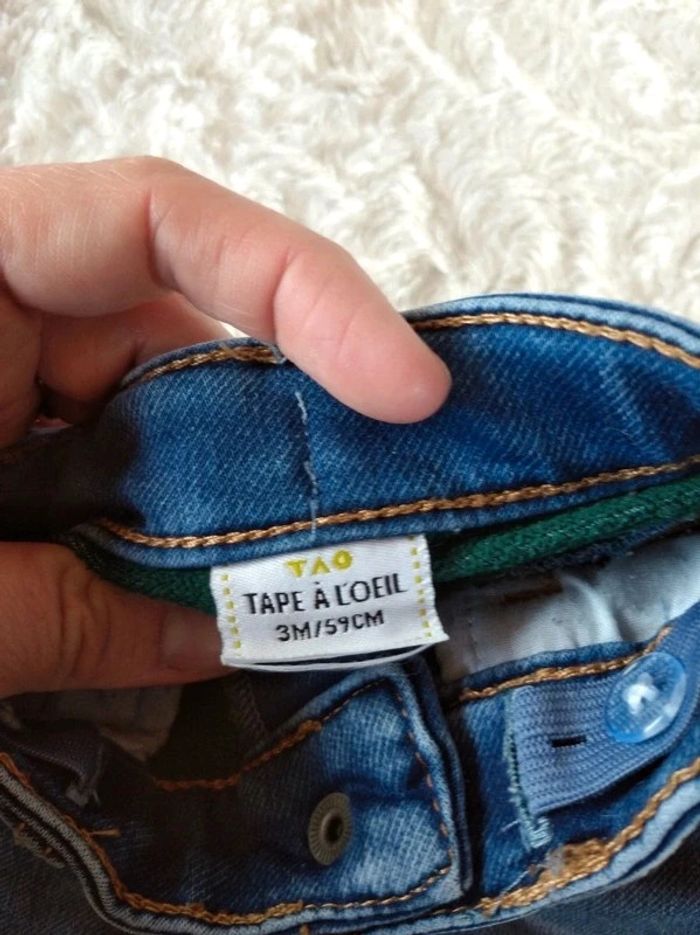 TAO
TAPE À L'OEIL
3M/59CM